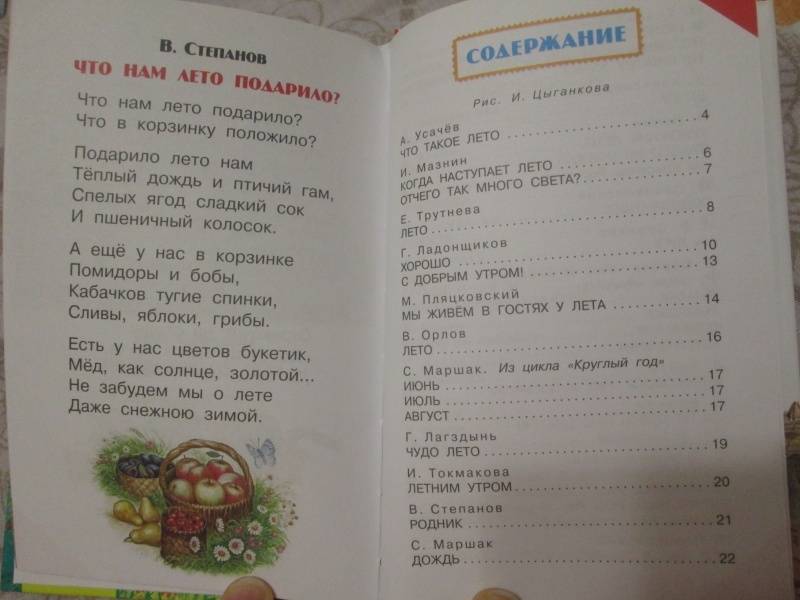 В. Степанов
ЧТО НАМ ЛЕТО ПОДАРИЛО?
Что нам лето подарило?
Что в корзинку положило?
Подарило лето нам
Тёплый дождь и птичий гам,
Спелых ягод сладкий сок
И пшеничный колосок.
А ещё у нас в корзинке
Помидоры и бобы,
Кабачков тугие спинки,
Сливы, яблоки, грибы.
Есть у нас цветов букетик,
Мёд, как солнце, золотой...
Не забудем мы о лете
Даже снежною зимой.
СОДЕРЖАНИЕ
Рис. И. Цыганкова
А. Усачёв
ЧТО ТАКОЕ ЛЕТО 4
И. Мазнин
КОГДА НАСТУПАЕТ ЛЕТО 6
ОТЧЕГО ТАК МНОГО СВЕТА? 7
Е. Трутнева
ЛЕТО 8
Г. Ладонщиков
ХОРОШО 10
С ДОБРЫМ УТРОМ! 13
М. Пляцковский
МЫ ЖИВЁМ В ГОСТЯХ У ЛЕТА 14
В. Орлов
ЛЕТО 16
С. Маршак. Из цикла «Круглый год»
ИЮНЬ 17
ИЮЛЬ 17
АВГУСТ 17
Г. Лагздынь
ЧУДО ЛЕТО 19
И. Токмакова
ЛЕТНИМ УТРОМ 20
В. Степанов
РОДНИК 21
С. Маршак
ДОЖДЬ 22